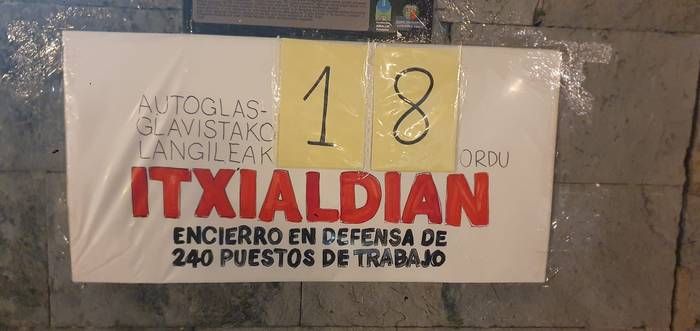 AUTOGLAS-
GLAVISTAKO
LANGILEAK 18 ORDU
ITXIALDIAN
ENCIERRO EN DEFENSA DE
240 PUESTOS DE TRABAJO